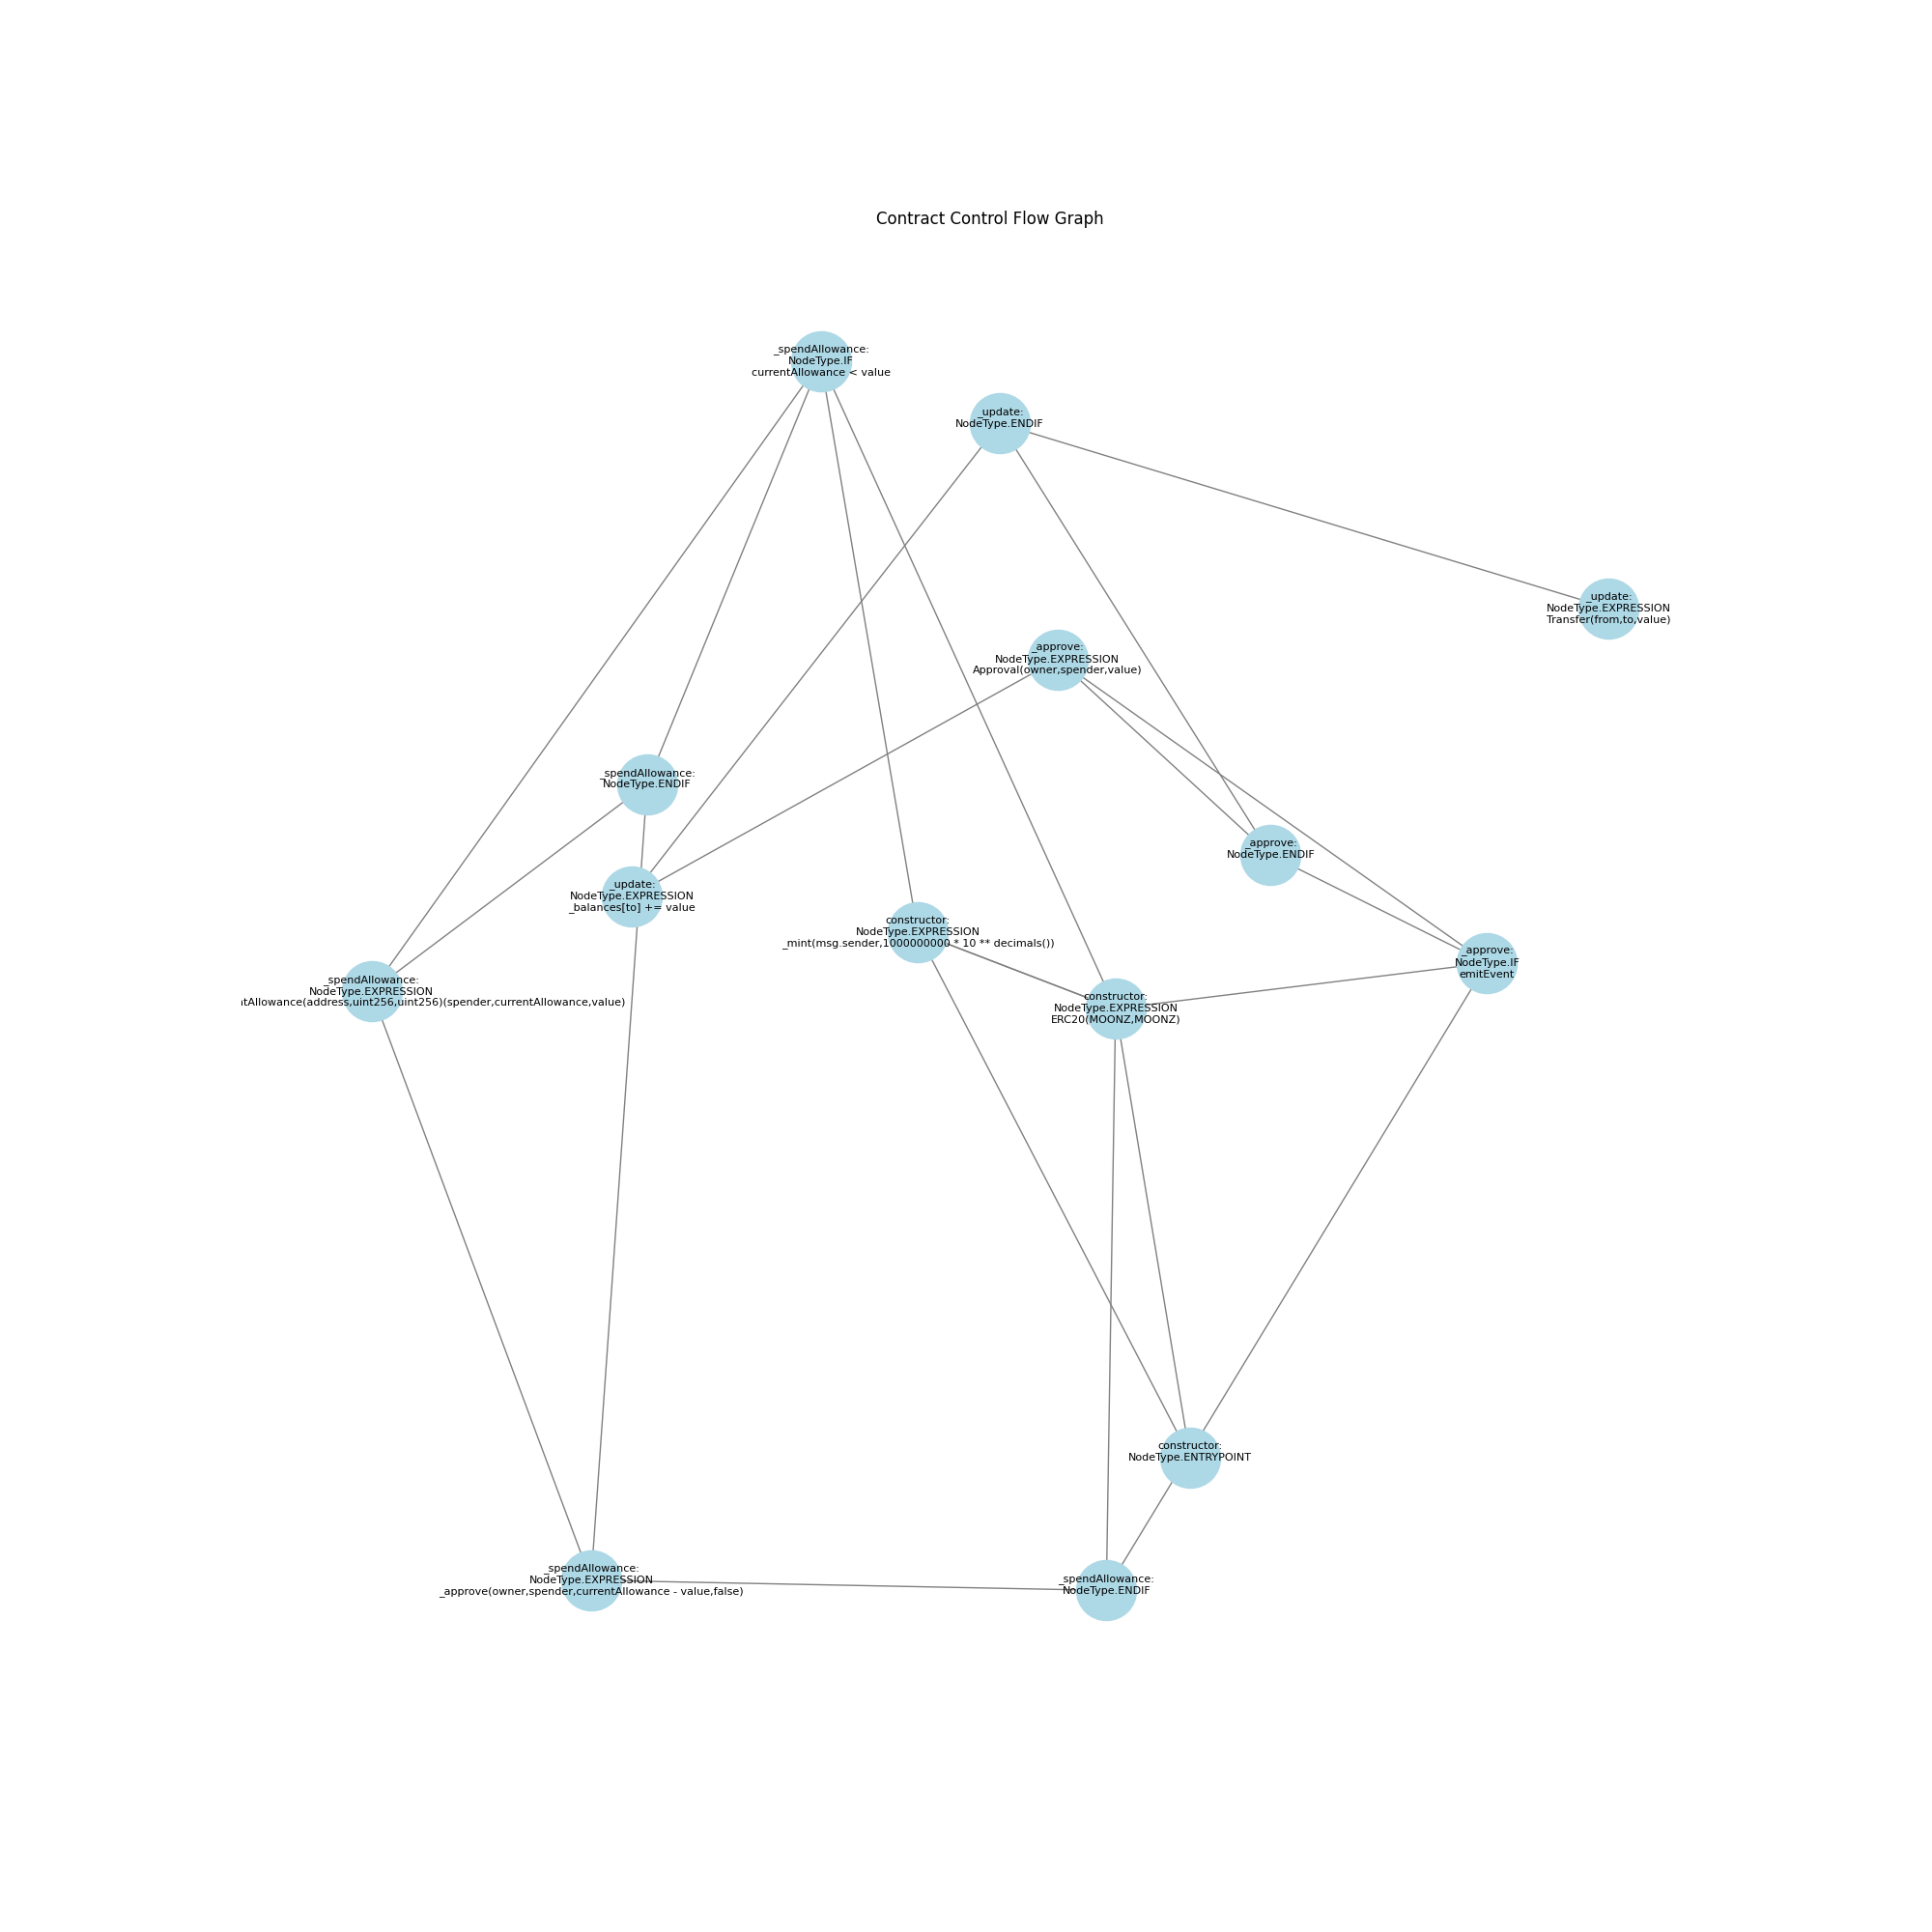 Contract Control Flow Graph
_spendAllowance:
NodeType.IF
currentAllowance < value
_update:
NodeType.ENDIF
_update:
NodeType.EXPRESSION
Transfer(from,to,value)
_approve:
NodeType.EXPRESSION
Approval(owner,spender,value)
_spendAllowance:
NodeType.ENDIF
_approve:
NodeType.ENDIF
_update:
NodeType.EXPRESSION
_balances[to] += value
constructor:
NodeType.EXPRESSION
_mint(msg.sender,1000000000 * 10 ** decimals())
_approve:
NodeType.IF
emitEvent
_spendAllowance:
NodeType.EXPRESSION
ıtAllowance(address,uint256,uint256)(spender,currentAllowance,value)
constructor:
NodeType.EXPRESSION
ERC20(MOONZ,MOONZ)
constructor:
NodeType.ENTRYPOINT
_spendAllowance:
NodeType.EXPRESSION
_approve(owner,spender,currentAllowance - value,false)
_spendAllowance:
NodeType.ENDIF